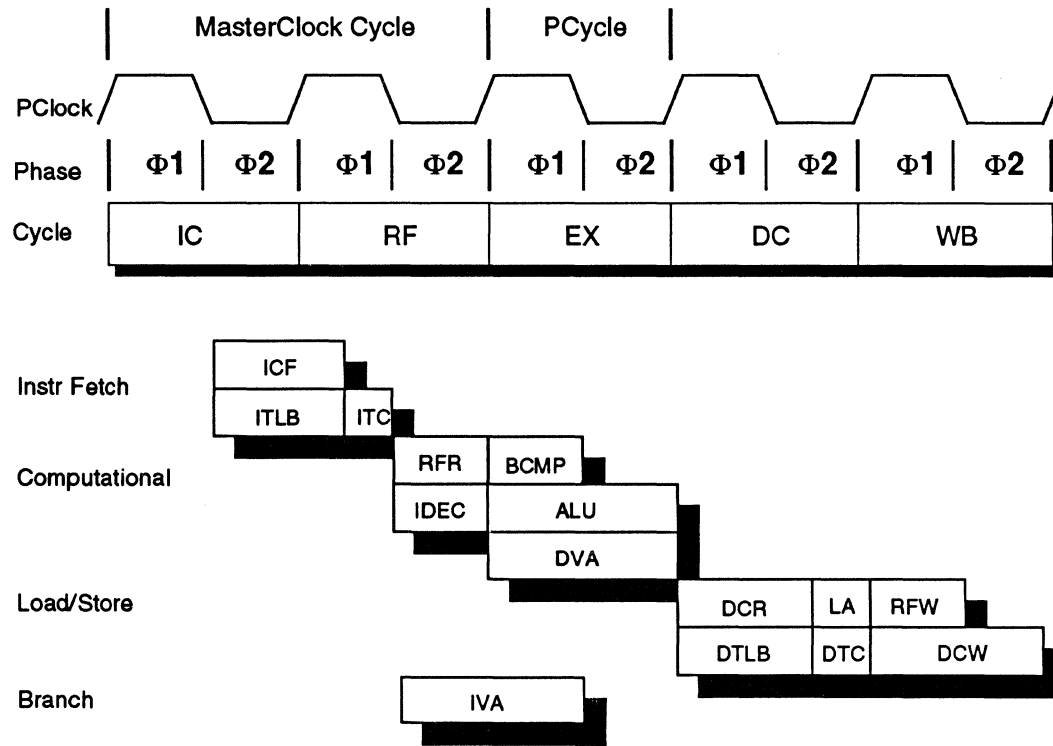 MasterClock Cycle PCycle
PClock
Phase Φ1 Φ2 Φ1 Φ2 Φ1 Φ2 Φ1 Φ2 Φ1 Φ2
Cycle IC RF EX DC WB
ICF
Instr Fetch
ITLB ITC
Computational RFR BCMP
IDEC ALU
DVA
Load/Store DCR LA RFW
DTLB DTC DCW
Branch IVA